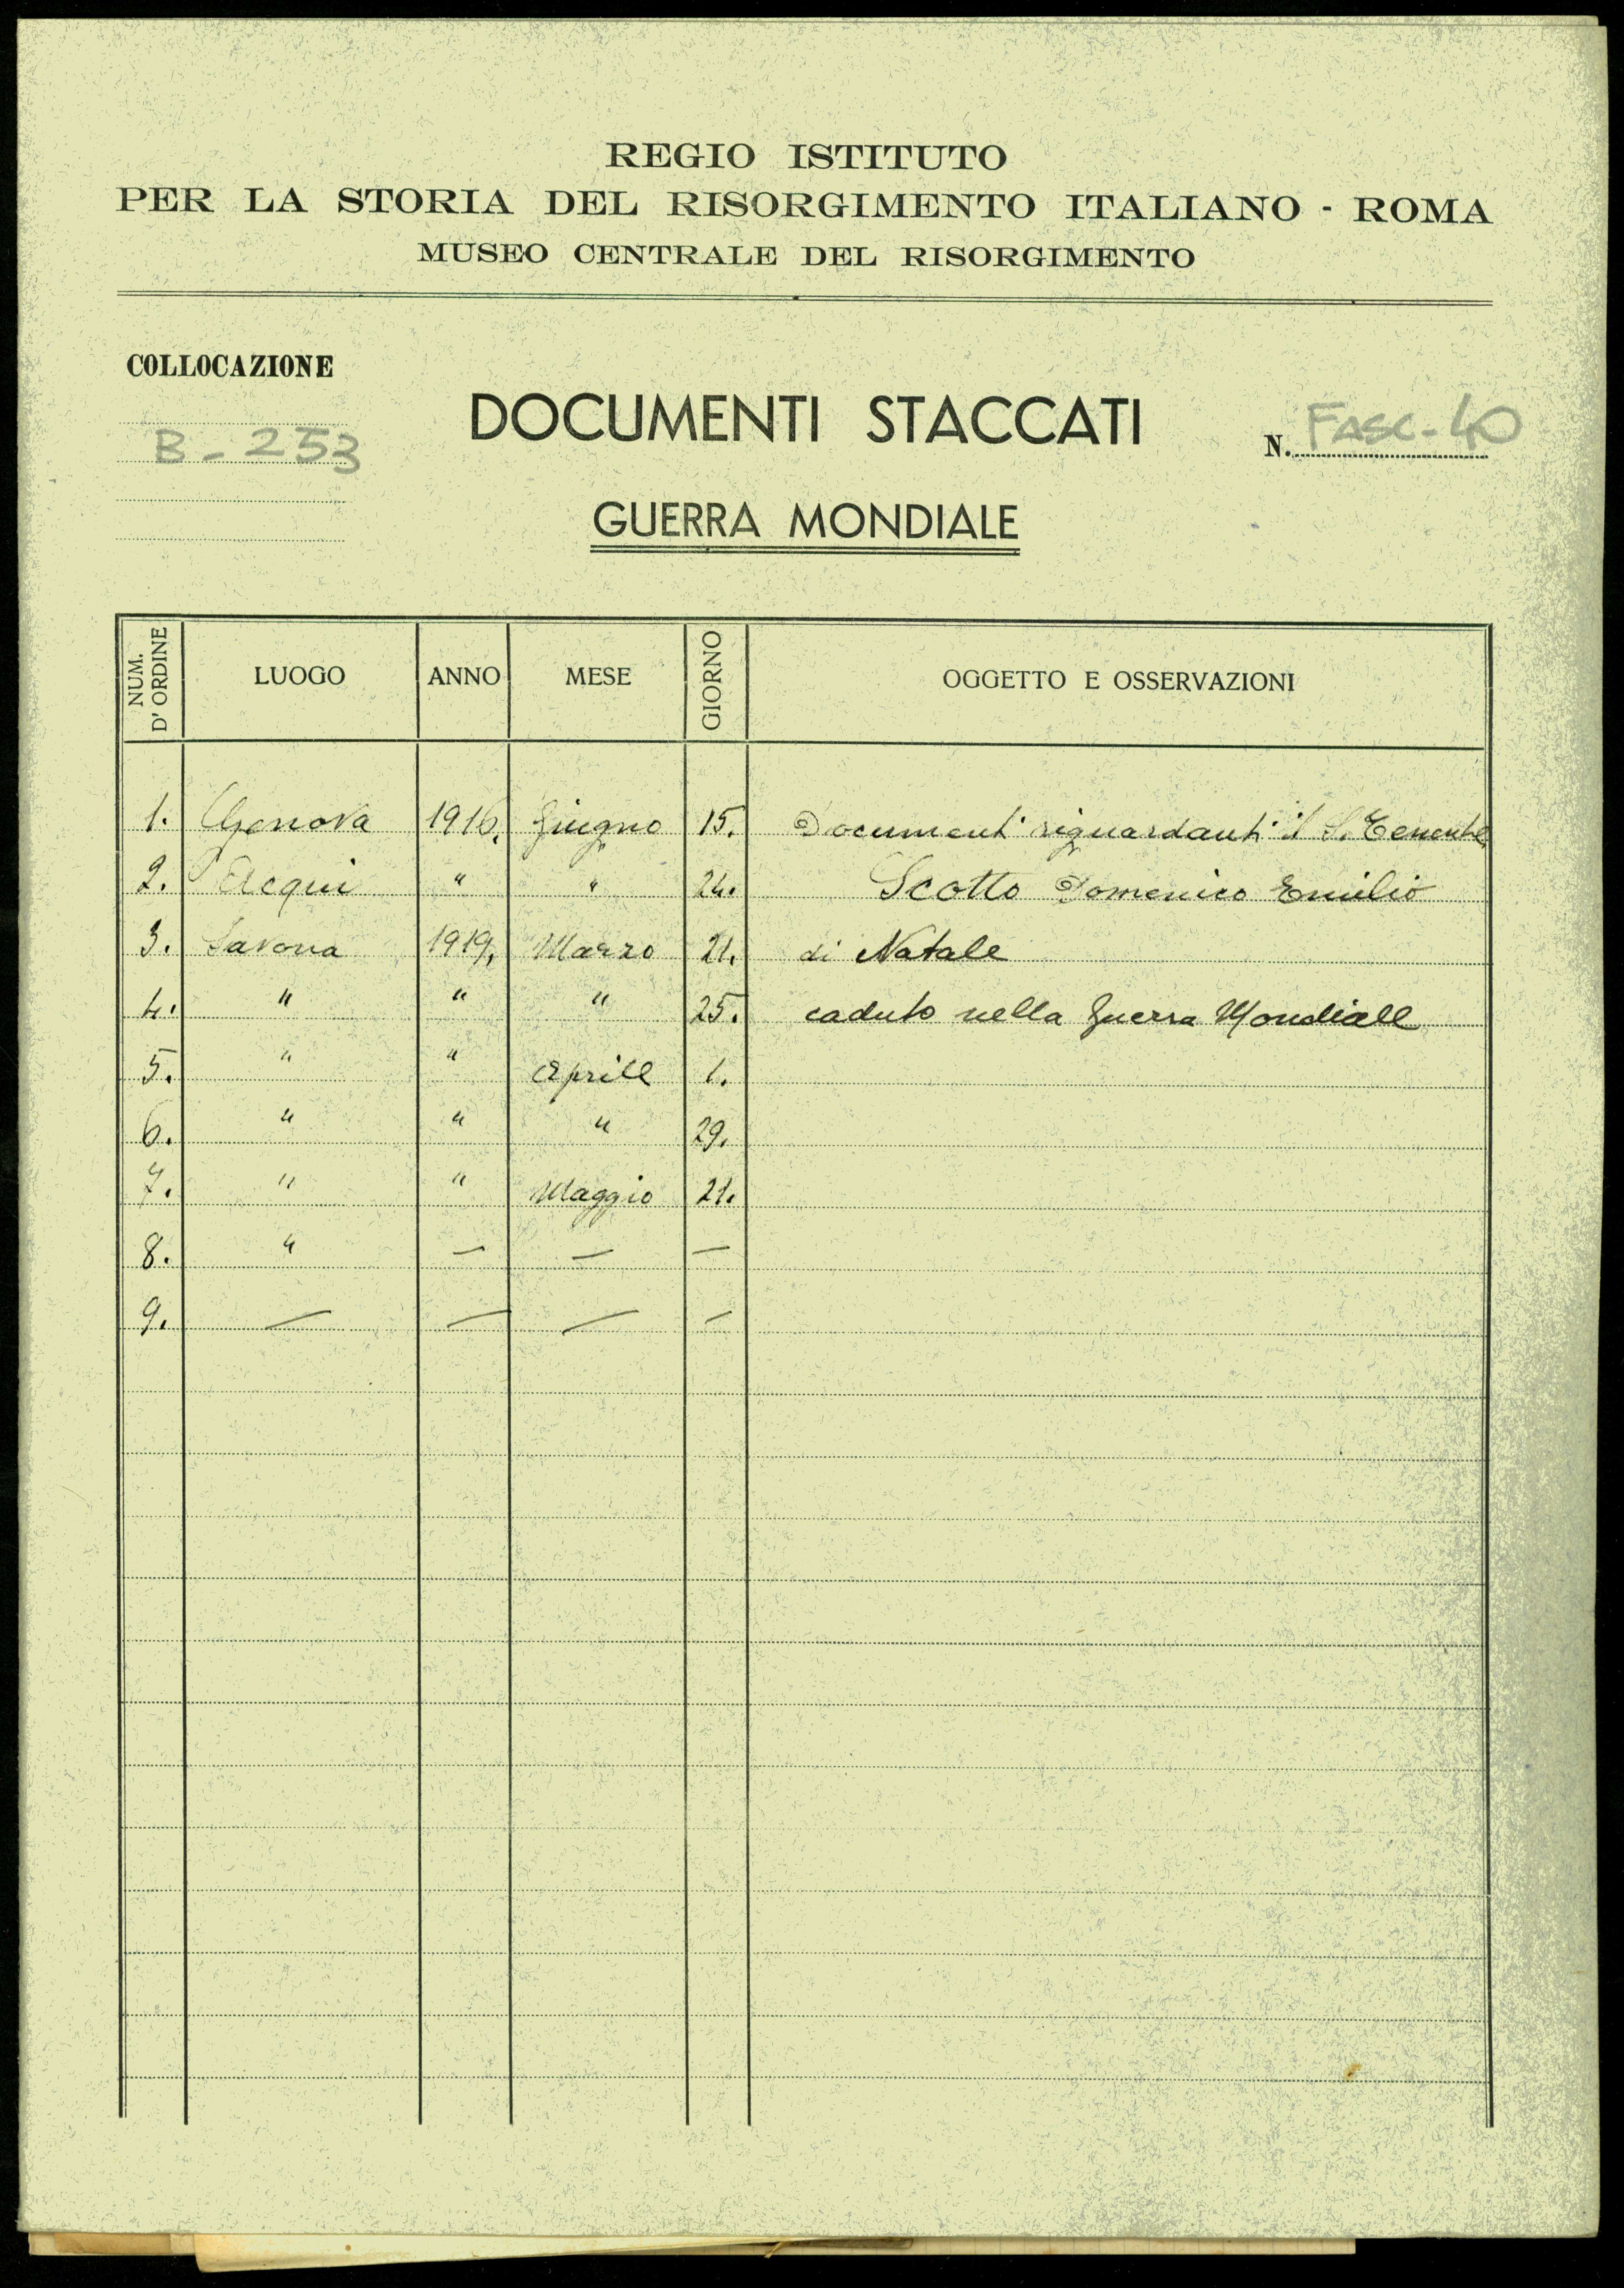 REGIO ISTITUTO
PER LA STORIA DEL RISORGIMENTO ITALIANO - ROMA
MUSEO CENTRALE DEL RISORGIMENTO
COLLOCAZIONE
B - 253
DOCUMENTI STACCATI
N. FASC - 40
GUERRA MONDIALE
NUM. D' ORDINE LUOGO ANNO MESE GIORNO OGGETTO E OSSERVAZIONI
1. Genova 1916. Giugno 15. Documenti riguardanti il S. Tenente
2. Acqui " " 24. Scotto Domenico Emilio
3. Savona 1919. Marzo 21. di Natale
4. " " " 25. caduto nella Guerra Mondiale
5. " " Aprile 1.
6. " " " 29.
7. " " Maggio 21.
8. " — — —
9. — — — —